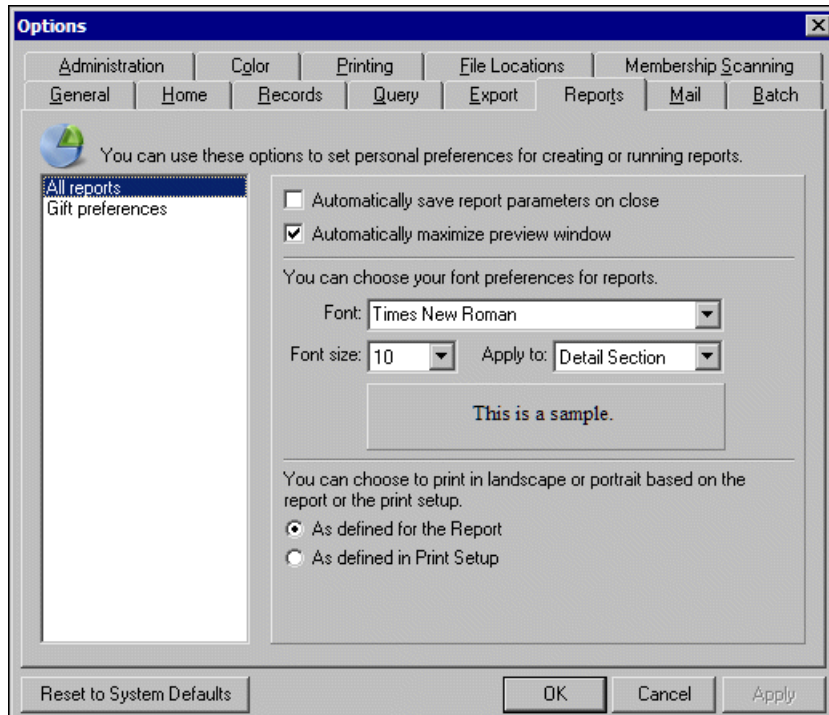 Options
Administration
Color
Printing
File Locations
Membership Scanning
General
Home
Records
Query
Export
Reports
Mail
Batch
You can use these options to set personal preferences for creating or running reports.
All reports
Gift preferences
Automatically save report parameters on close
Automatically maximize preview window
You can choose your font preferences for reports.
Font: Times New Roman
Font size: 10 Apply to: Detail Section
This is a sample.
You can choose to print in landscape or portrait based on the
report or the print setup.
As defined for the Report
As defined in Print Setup
Reset to System Defaults
OK
Cancel
Apply